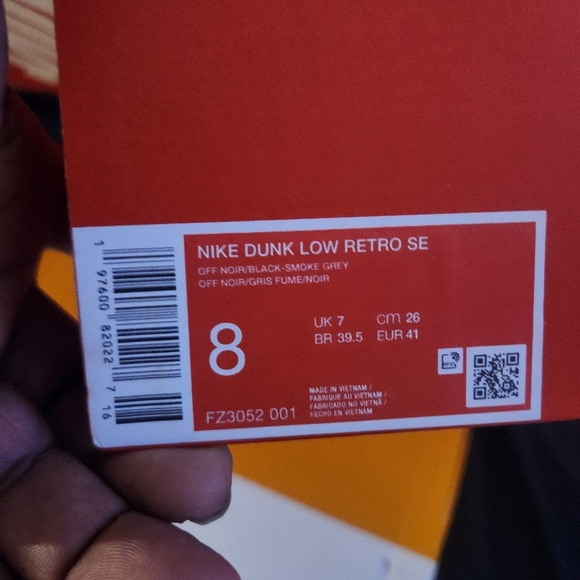 NIKE DUNK LOW RETRO SE
OFF NOIR/BLACK-SMOKE GREY
OFF NOIR/GRIS FUME/NOIR
8
UK 7 cm 26
BR 39.5 EUR 41
MADE IN VIETNAM /
FABRIQUE AU VIETNAM /
FABRICADO NO VIETNÃ /
HECHO EN VIETNAM
FZ3052 001
1 97600 82022 7 16